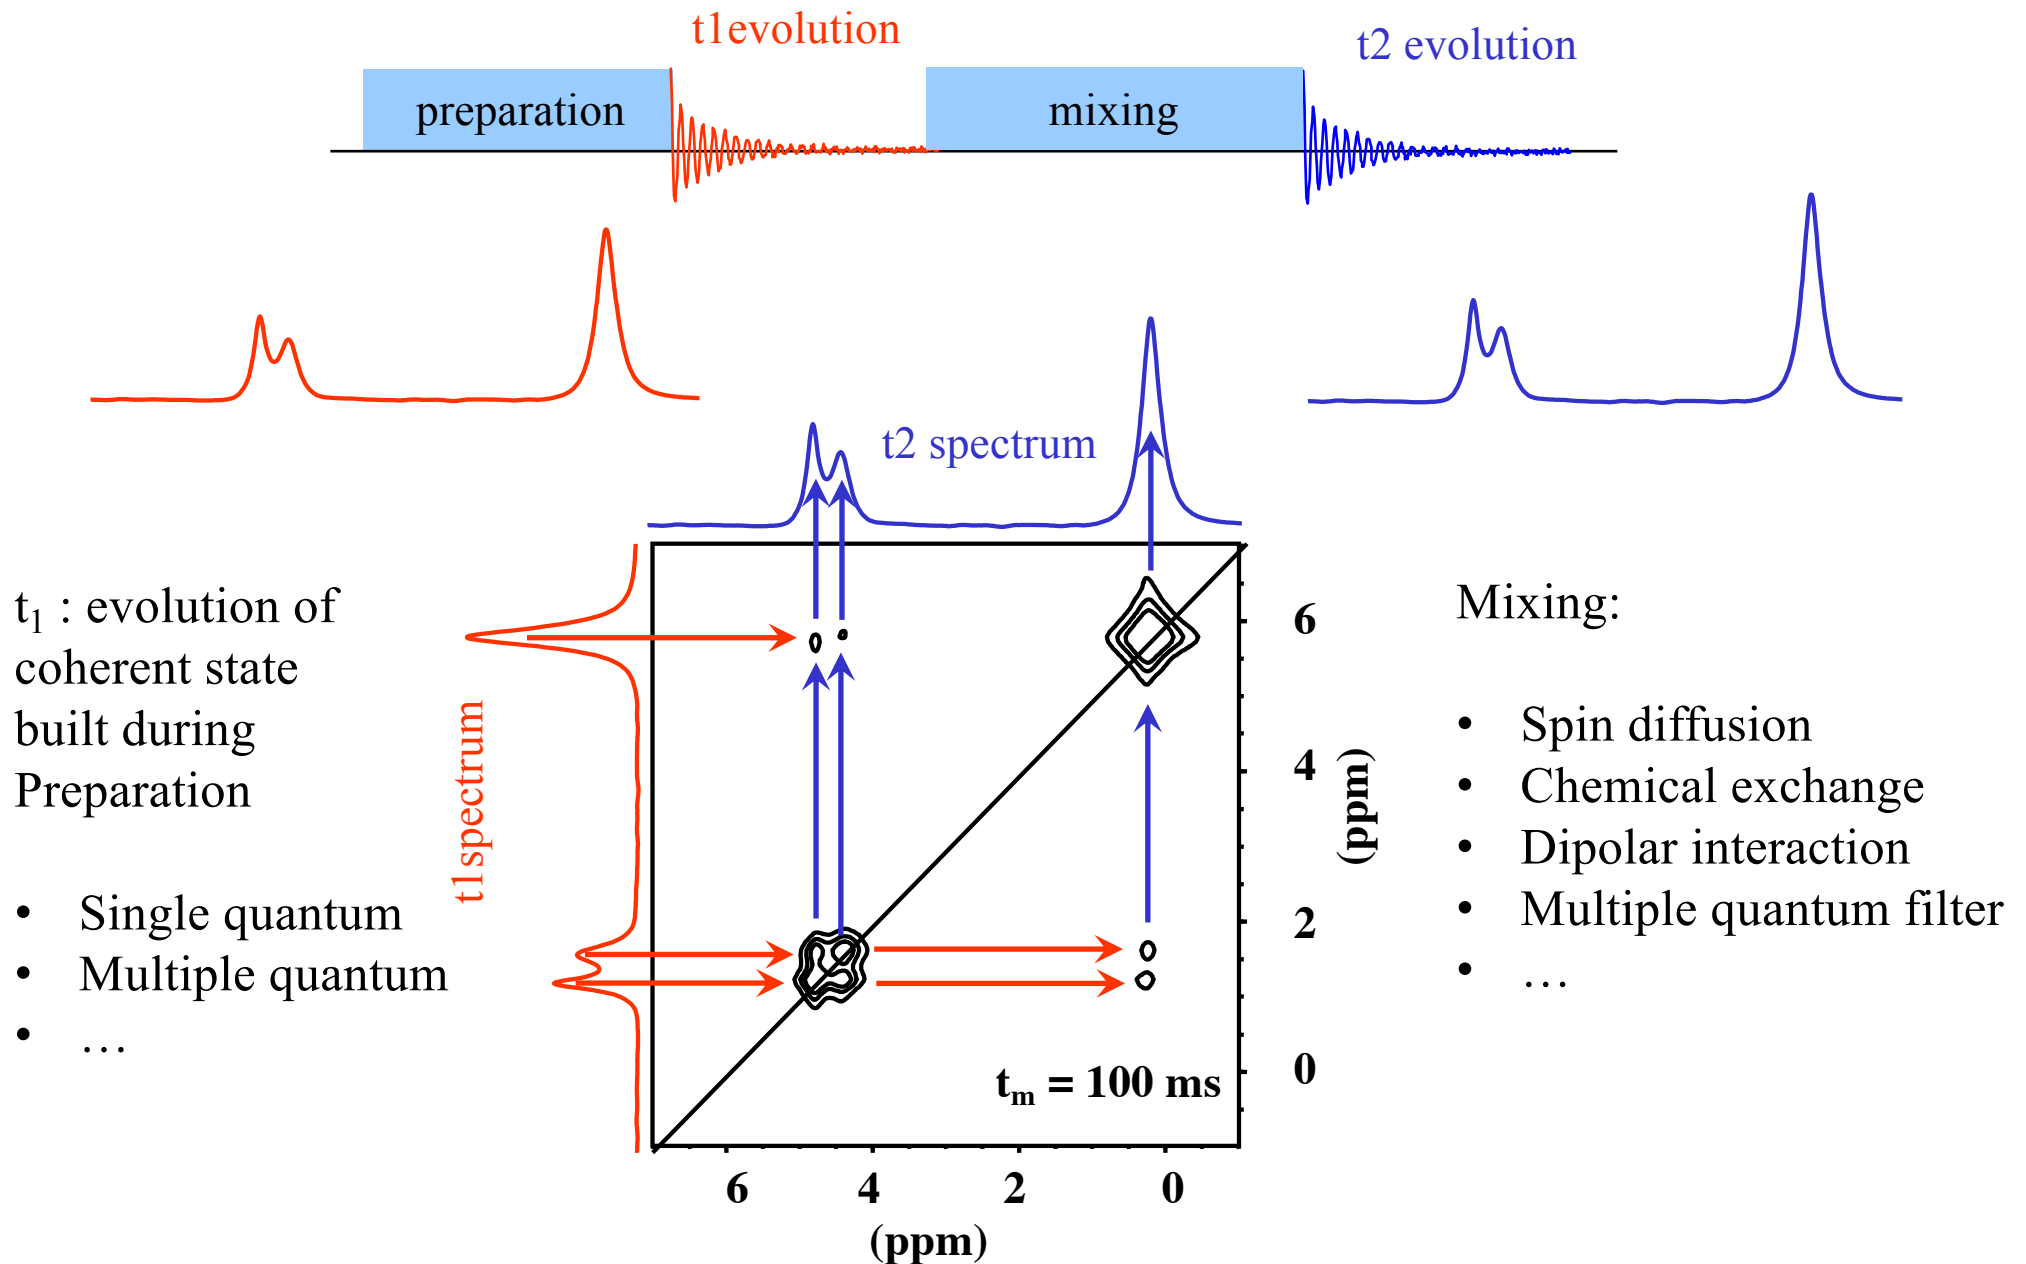 t1evolution
t2 evolution
preparation
mixing
t2 spectrum
t1 : evolution of
coherent state
built during
Preparation
• Single quantum
• Multiple quantum
• …
t1spectrum
6
4
2
0
(ppm)
tm = 100 ms
6 4 2 0
(ppm)
Mixing:
• Spin diffusion
• Chemical exchange
• Dipolar interaction
• Multiple quantum filter
• …